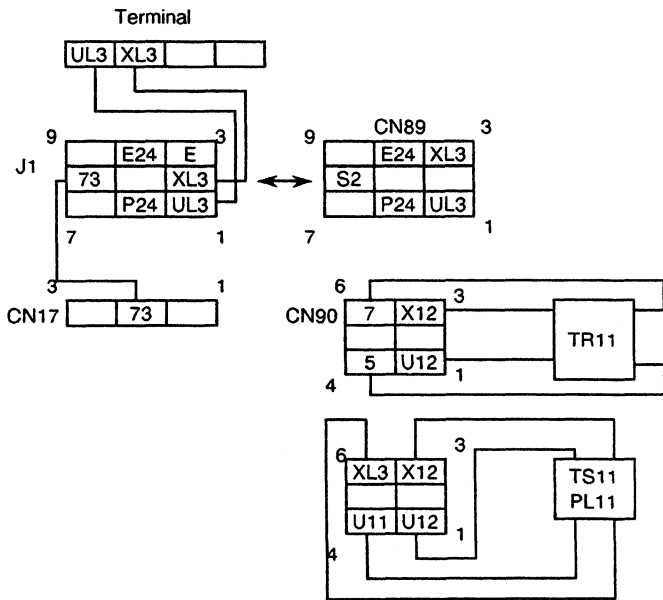 Terminal
UL3 XL3
9 3
J1
E24 E
73 XL3
P24 UL3
7 1
CN89
9 3
E24 XL3
S2
P24 UL3
7 1
3 1
CN17
73
6 3
CN90
7 X12
5 U12
4 1
TR11
6 3
XL3 X12
U11 U12
4 1
TS11
PL11